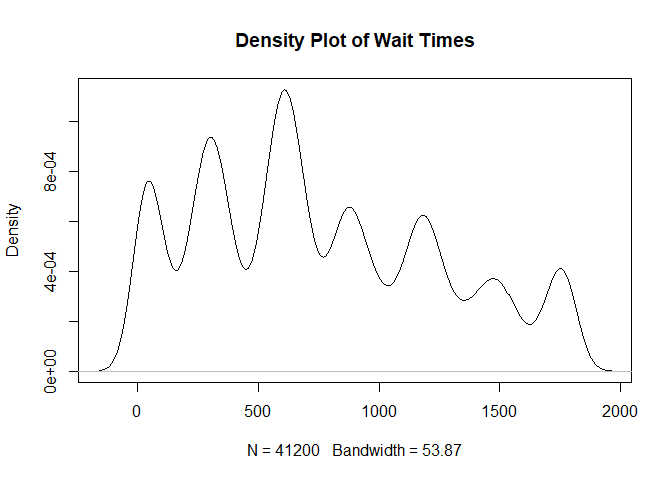 Density Plot of Wait Times
Density
8e-04
4e-04
0e+00
0 500 1000 1500 2000
N = 41200 Bandwidth = 53.87